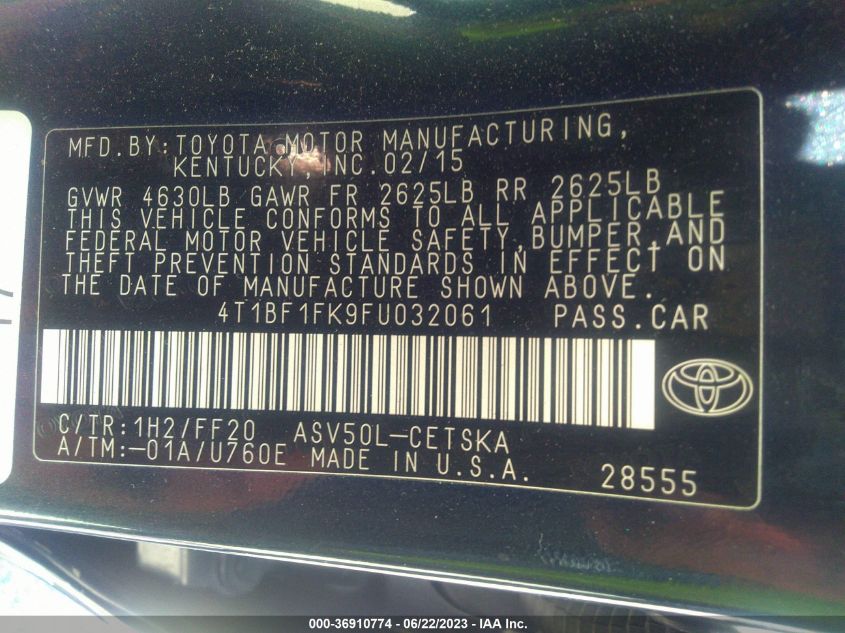 MFD.BY:TOYOTA MOTOR MANUFACTURING,
KENTUCKY,INC.02/15
GVWR 4630LB GAWR FR 2625LB RR 2625LB
THIS VEHICLE CONFORMS TO ALL APPLICABLE
FEDERAL MOTOR VEHICLE SAFETY,BUMPER,AND
THEFT PREVENTION STANDARDS IN EFFECT ON
THE DATE OF MANUFACTURE SHOWN ABOVE.
4T1BF1FK9FU032061 PASS.CAR
C/TR:1H2/FF20 ASV50L-CETSKA
A/TM:-01A/U760E MADE IN U.S.A. 28555
000-36910774 - 06/22/2023 - IAA Inc.